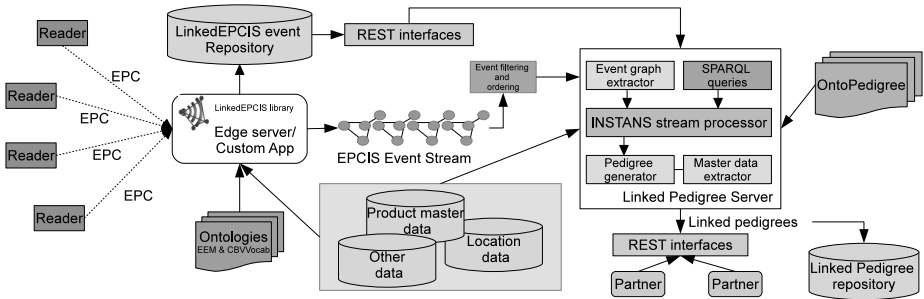 Reader
EPC
Reader
EPC
Reader
EPC
Reader
EPC
LinkedEPCIS event
Repository
REST interfaces
LinkedEPCIS library
Edge server/
Custom App
Ontologies
EEM & CBVVocab
EPCIS Event Stream
Event filtering
and
ordering
Product master
data
Other
data
Location
data
Event graph
extractor
SPARQL
queries
INSTANS stream processor
Pedigree
generator
Master data
extractor
Linked Pedigree Server
OntoPedigree
Linked pedigrees
REST interfaces
Partner
Partner
Linked Pedigree
repository